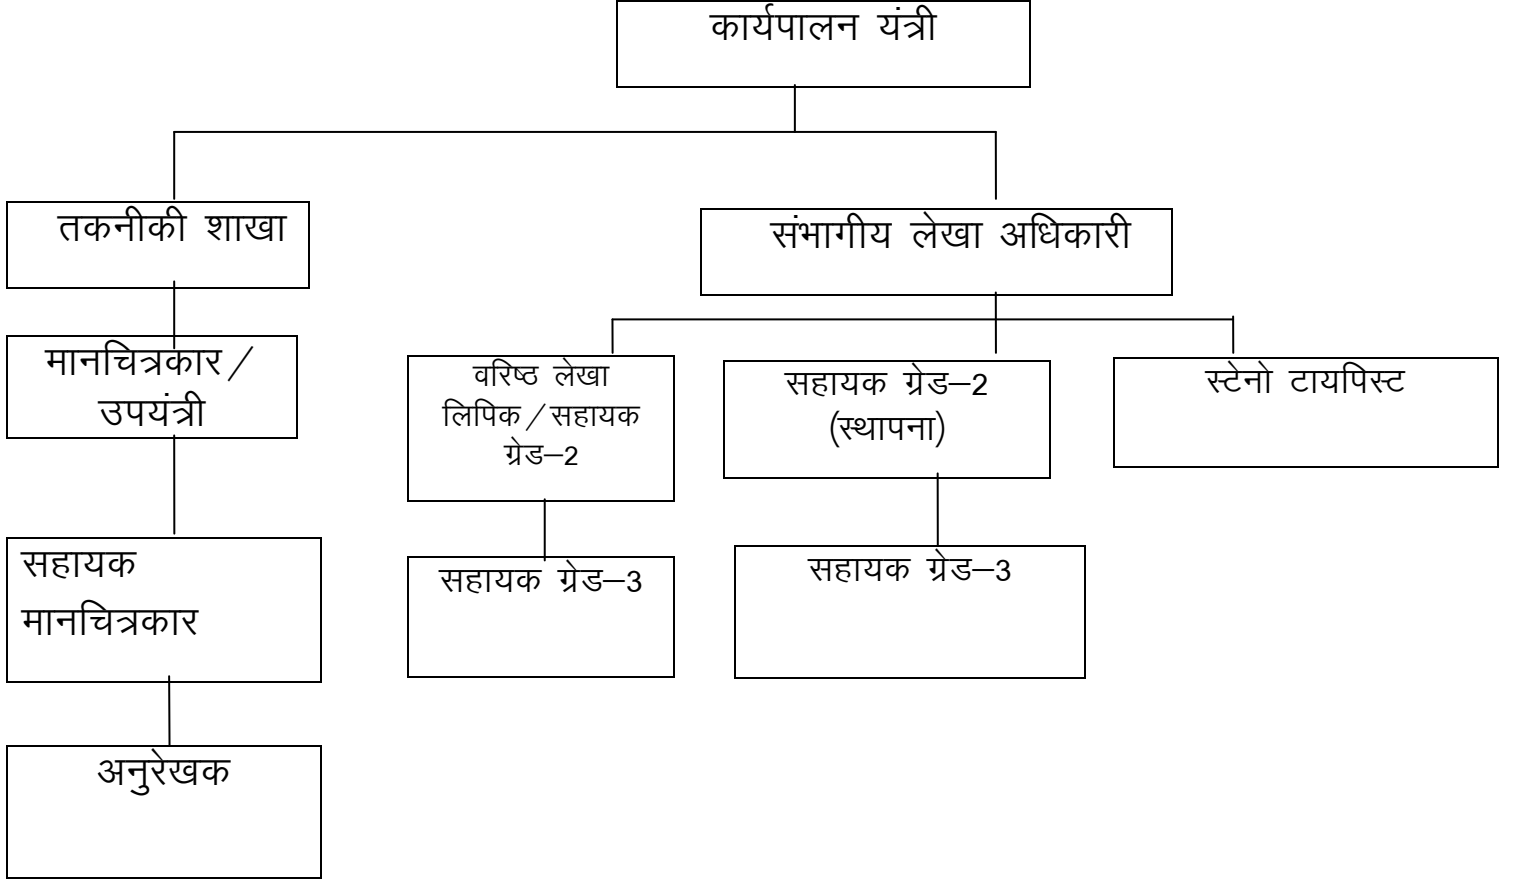 कार्यपालन यंत्री
तकनीकी शाखा
संभागीय लेखा अधिकारी
मानचित्रकार/
उपयंत्री
वरिष्ठ लेखा
लिपिक/सहायक
ग्रेड–2
सहायक ग्रेड–2
(स्थापना)
स्टेनो टायपिस्ट
सहायक
मानचित्रकार
सहायक ग्रेड–3
सहायक ग्रेड–3
अनुरेखक